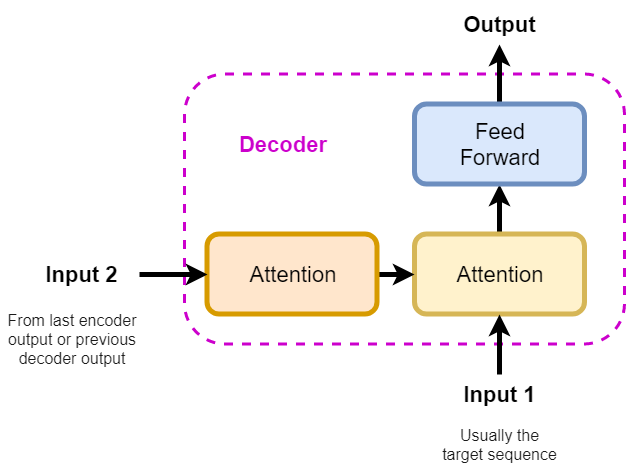 Output
Decoder
Feed
Forward
Input 2
Attention
Attention
From last encoder
output or previous
decoder output
Input 1
Usually the
target sequence